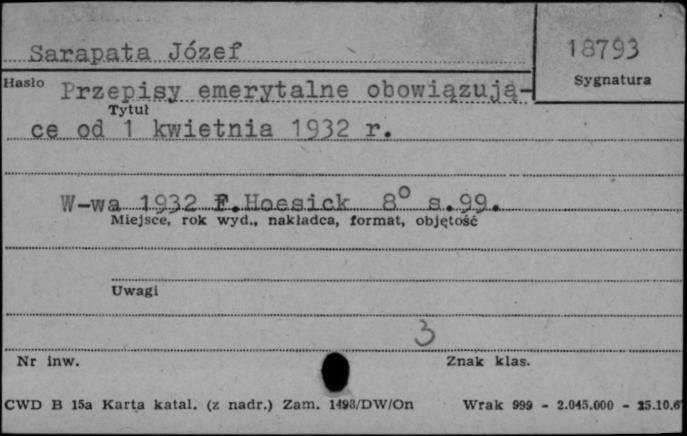 Sarapata Józef
18793
Hasło
Sygnatura
Przepisy emerytalne obowiązują-
Tytuł
ce od 1 kwietnia 1932 r.
W-wa 1932 F.Hoesick 8° s.99.
Miejsce, rok wyd., nakładca, format, objętość
Uwagi
3
Nr inw.
Znak klas.
CWD B 15a Karta katal. (z nadr.) Zam. 1498/DW/On Wrak 999 - 2.045.000 - 25.10.6